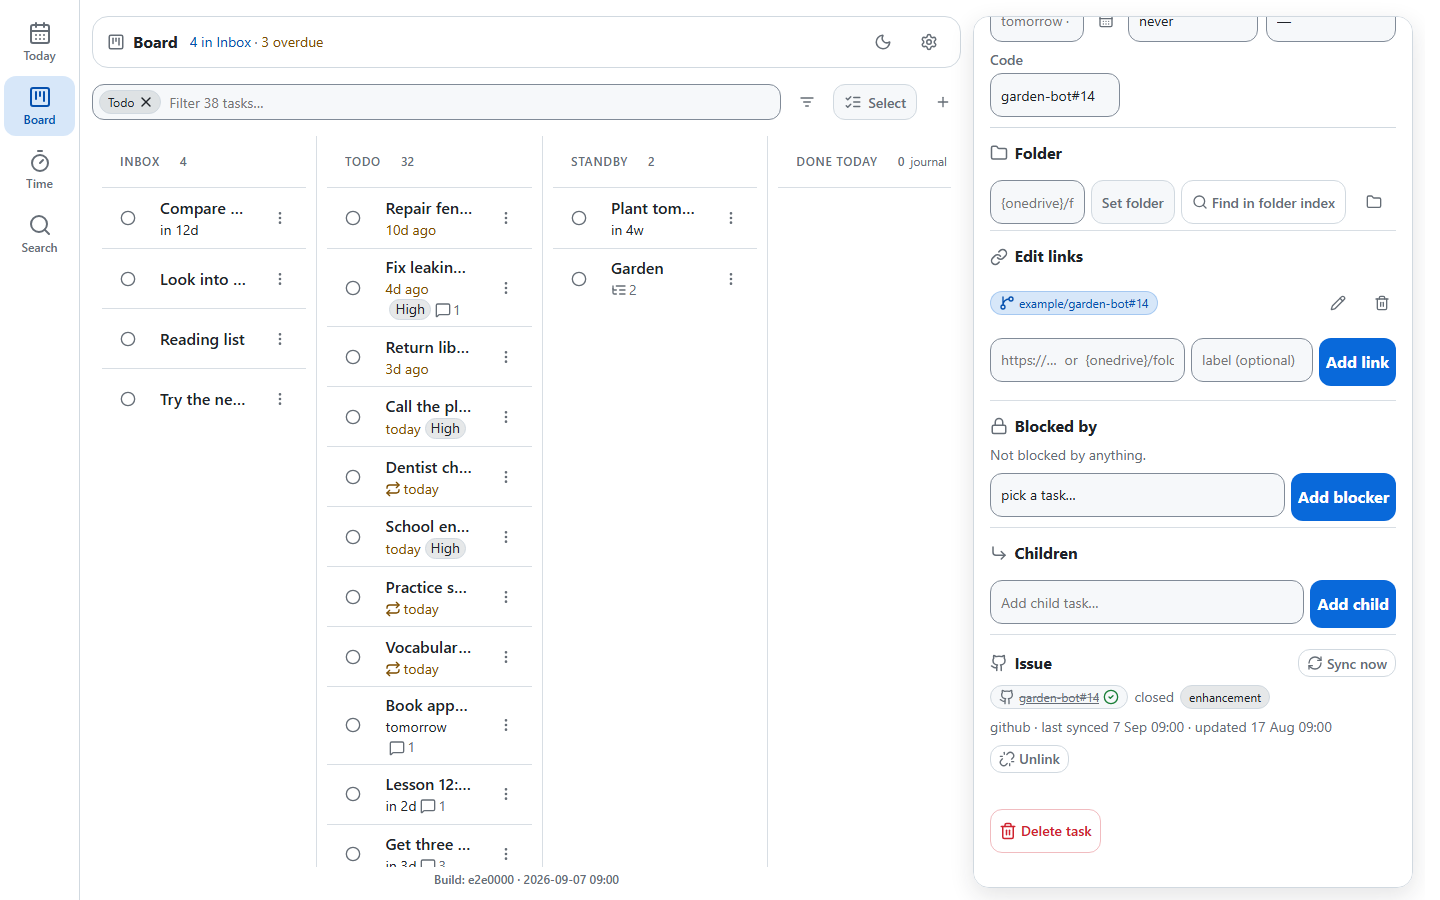 Today
Board
Time
Search
Board 4 in Inbox · 3 overdue
Todo Filter 38 tasks... Select
INBOX 4
Compare ...
in 12d
Look into ...
Reading list
Try the ne...
TODO 32
Repair fen...
10d ago
Fix leakin...
4d ago
High 1
Return lib...
3d ago
Call the pl...
today High
Dentist ch...
today
School en...
today High
Practice s...
today
Vocabular...
today
Book app...
tomorrow
1
Lesson 12:...
in 2d 1
Get three ...
in 3d 3
STANDBY 2
Plant tom...
in 4w
Garden
2
DONE TODAY 0 journal
Build: e2e0000 · 2026-09-07 09:00
tomorrow · never —
Code
garden-bot#14
Folder
{onedrive}/f Set folder Find in folder index
Edit links
example/garden-bot#14
https://... or {onedrive}/folc label (optional) Add link
Blocked by
Not blocked by anything.
pick a task... Add blocker
Children
Add child task... Add child
Issue Sync now
garden-bot#14 closed enhancement
github · last synced 7 Sep 09:00 · updated 17 Aug 09:00
Unlink
Delete task